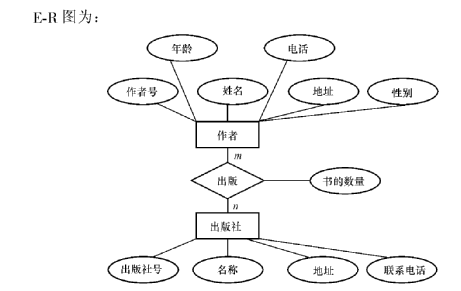 E-R 图为：
年龄 电话
作者号 姓名 地址 性别
作者
m
出版 书的数量
n
出版社
出版社号 名称 地址 联系电话